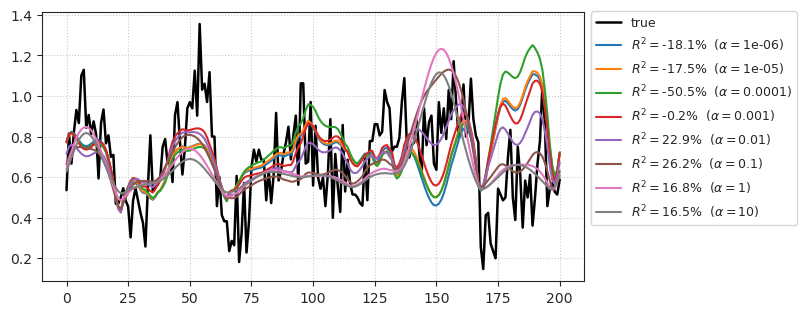 1.4
1.2
1.0
0.8
0.6
0.4
0.2
0 25 50 75 100 125 150 175 200
true
R² = -18.1% (α = 1e-06)
R² = -17.5% (α = 1e-05)
R² = -50.5% (α = 0.0001)
R² = -0.2% (α = 0.001)
R² = 22.9% (α = 0.01)
R² = 26.2% (α = 0.1)
R² = 16.8% (α = 1)
R² = 16.5% (α = 10)